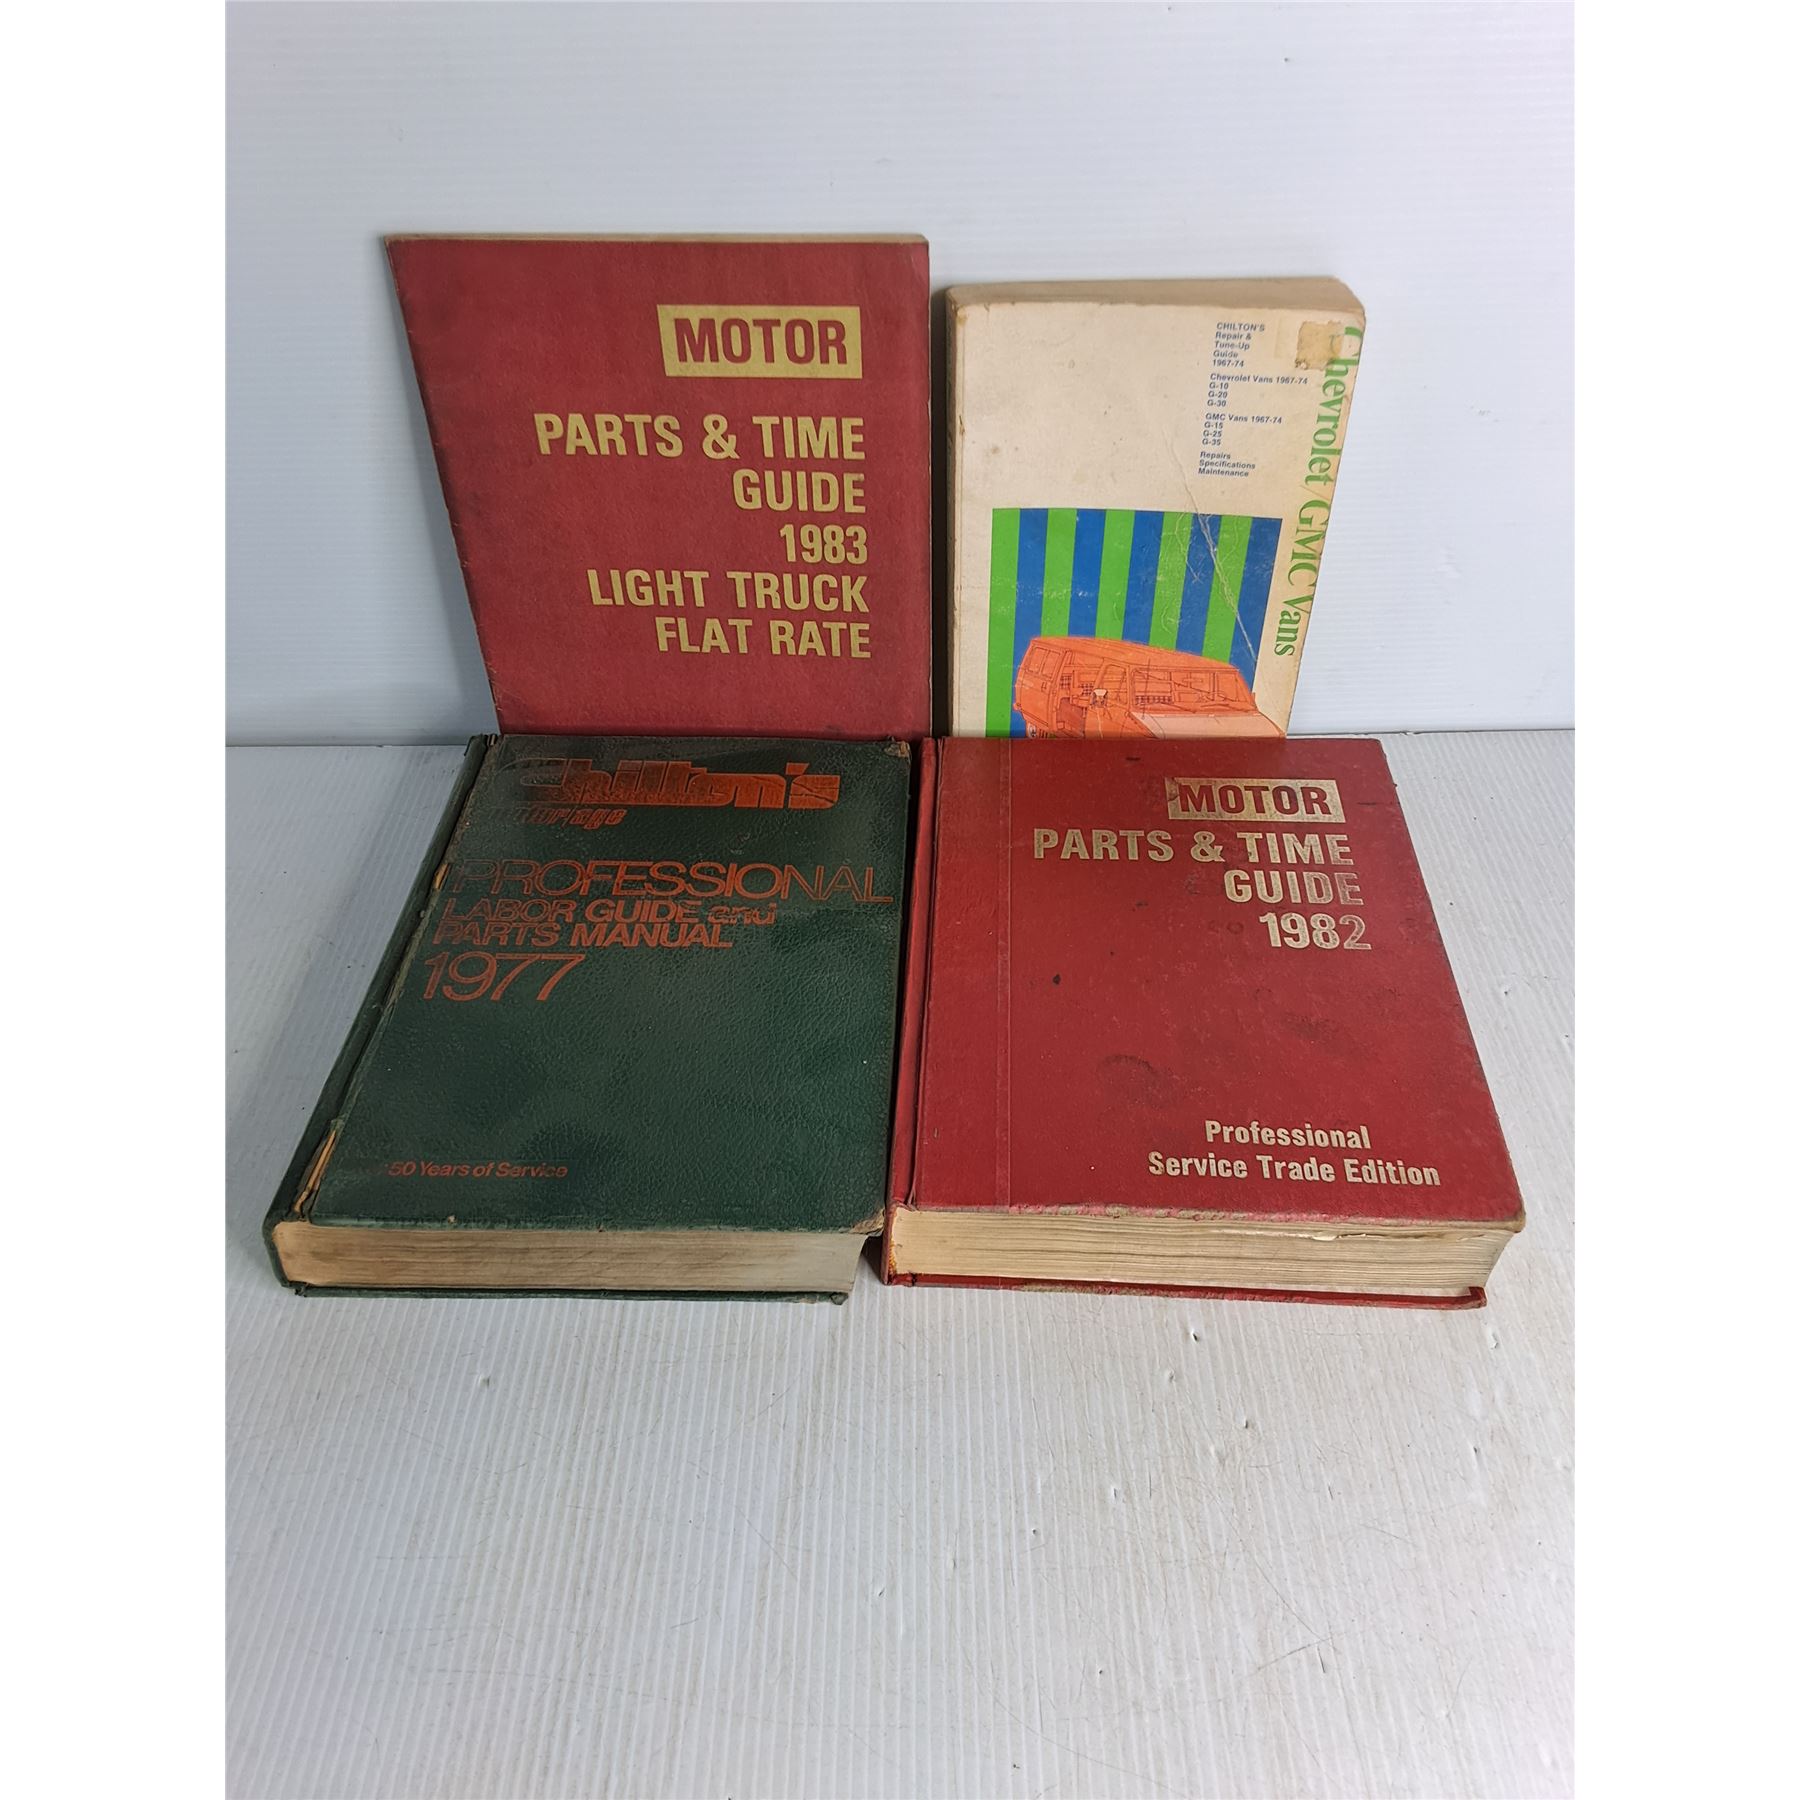 MOTOR
PARTS & TIME
GUIDE
1983
LIGHT TRUCK
FLAT RATE
CHILTON'S
Repair &
Tune-Up
Guide
1967-74
Chevrolet Vans 1967-74
G-10
G-20
G-30
GMC Vans 1967-74
G-15
G-25
G-35
Repairs
Specifications
Maintenance
Chevrolet/GMC Vans
Chilton's
PROFESSIONAL
LABOR GUIDE and
PARTS MANUAL
1977
50 Years of Service
MOTOR
PARTS & TIME
GUIDE
1982
Professional
Service Trade Edition